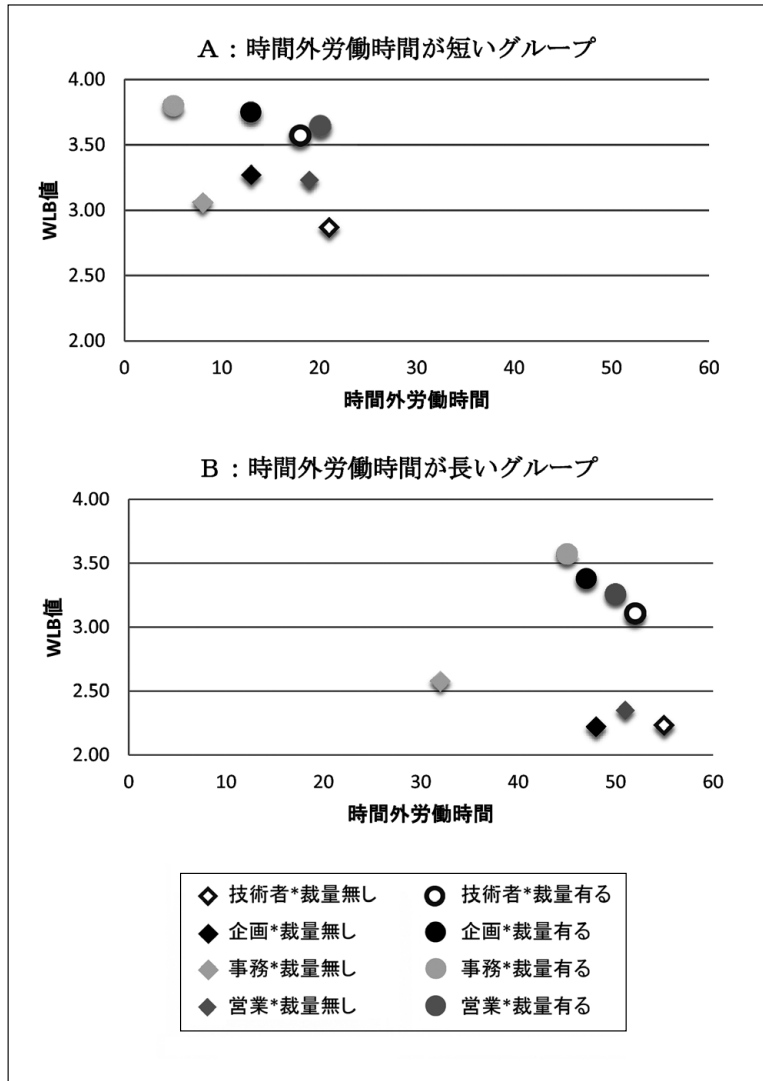 A：時間外労働時間が短いグループ
4.00
3.50
3.00
2.50
2.00
WLB値
0 10 20 30 40 50 60
時間外労働時間
B：時間外労働時間が長いグループ
4.00
3.50
3.00
2.50
2.00
WLB値
0 10 20 30 40 50 60
時間外労働時間
技術者*裁量無し 技術者*裁量有る
企画*裁量無し 企画*裁量有る
事務*裁量無し 事務*裁量有る
営業*裁量無し 営業*裁量有る